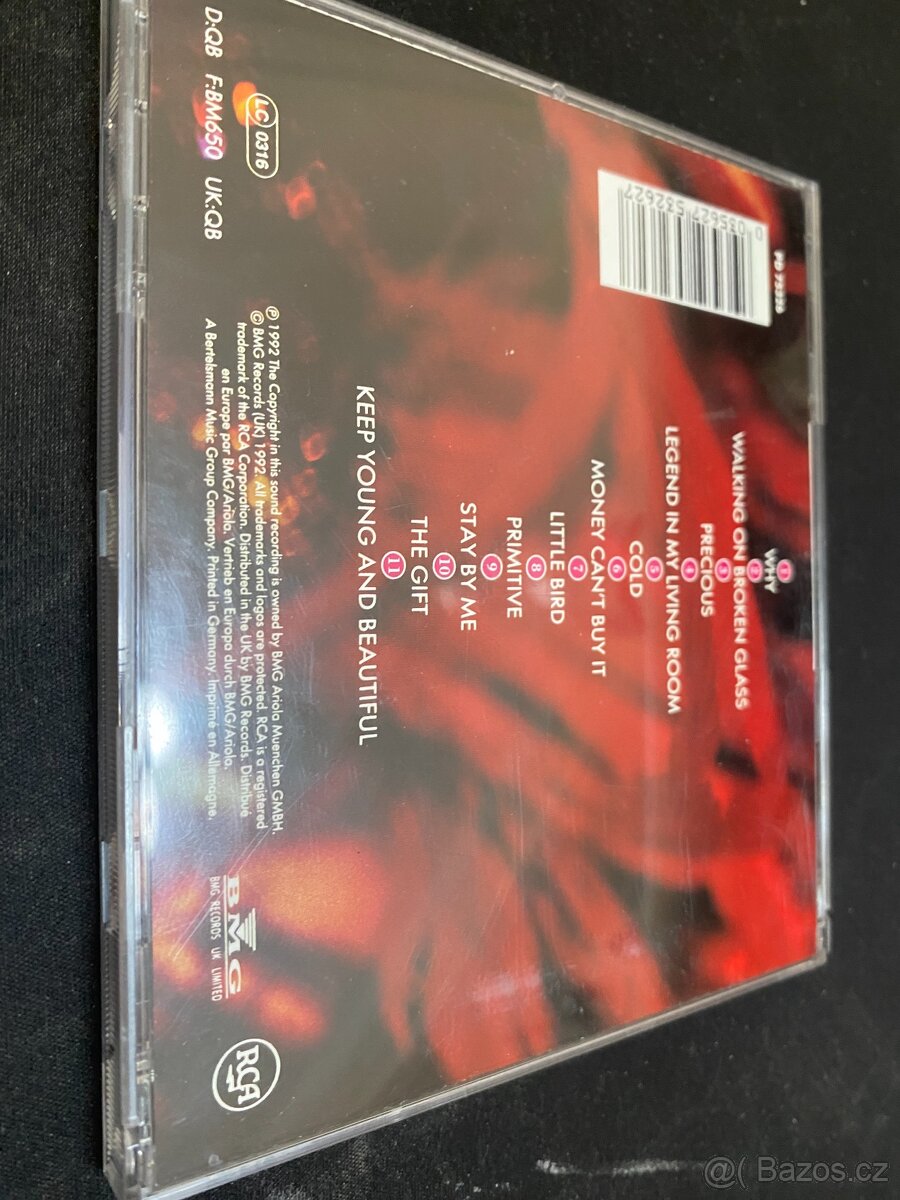 PD 75326
0 35627 532627
1
WHY
2
WALKING ON BROKEN GLASS
3
PRECIOUS
4
LEGEND IN MY LIVING ROOM
5
COLD
6
MONEY CAN'T BUY IT
7
LITTLE BIRD
8
PRIMITIVE
9
STAY BY ME
10
THE GIFT
11
KEEP YOUNG AND BEAUTIFUL
LC 0316
D:QB F:BM650 UK:QB
℗ 1992 The Copyright in this sound recording is owned by BMG Ariola Muenchen GMBH.
© BMG Records (UK) 1992. All trademarks and logos are protected. RCA is a registered
trademark of the RCA Corporation. Distributed in the UK by BMG Records. Distribué
en Europe par BMG/Ariola. Vertrieb en Europa durch BMG/Ariola.
A Bertelsmann Music Group Company. Printed in Germany. Imprimé en Allemagne.
BMG
BMG RECORDS UK LIMITED
RCA
@( Bazos.cz